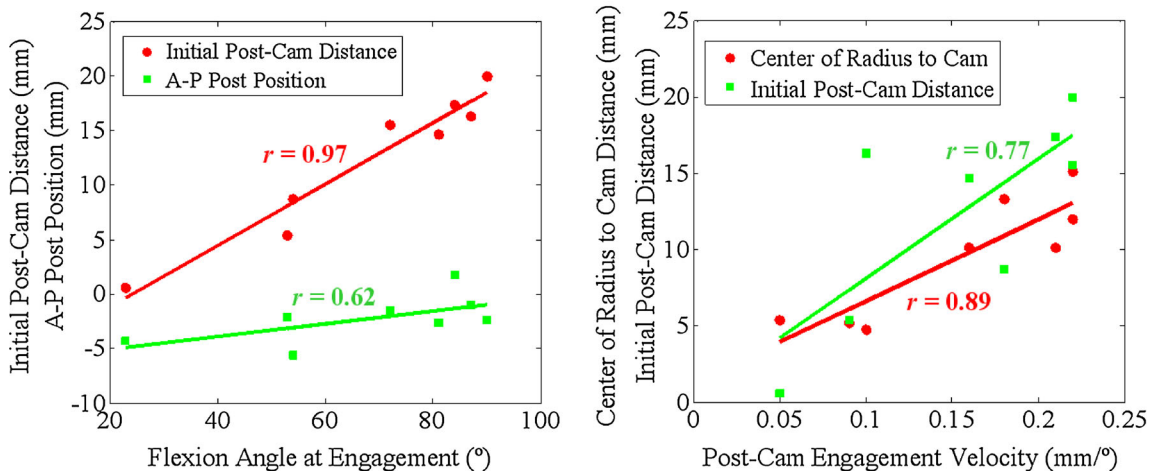 Initial Post-Cam Distance (mm)
A-P Post Position (mm)
25
20
15
10
5
0
-5
-10
Initial Post-Cam Distance
A-P Post Position
r = 0.97
r = 0.62
20
40
60
80
100
Flexion Angle at Engagement (º)
Center of Radius to Cam Distance (mm)
Initial Post-Cam Distance (mm)
25
20
15
10
5
0
Center of Radius to Cam
Initial Post-Cam Distance
r = 0.77
r = 0.89
0
0.05
0.1
0.15
0.2
0.25
Post-Cam Engagement Velocity (mm/º)